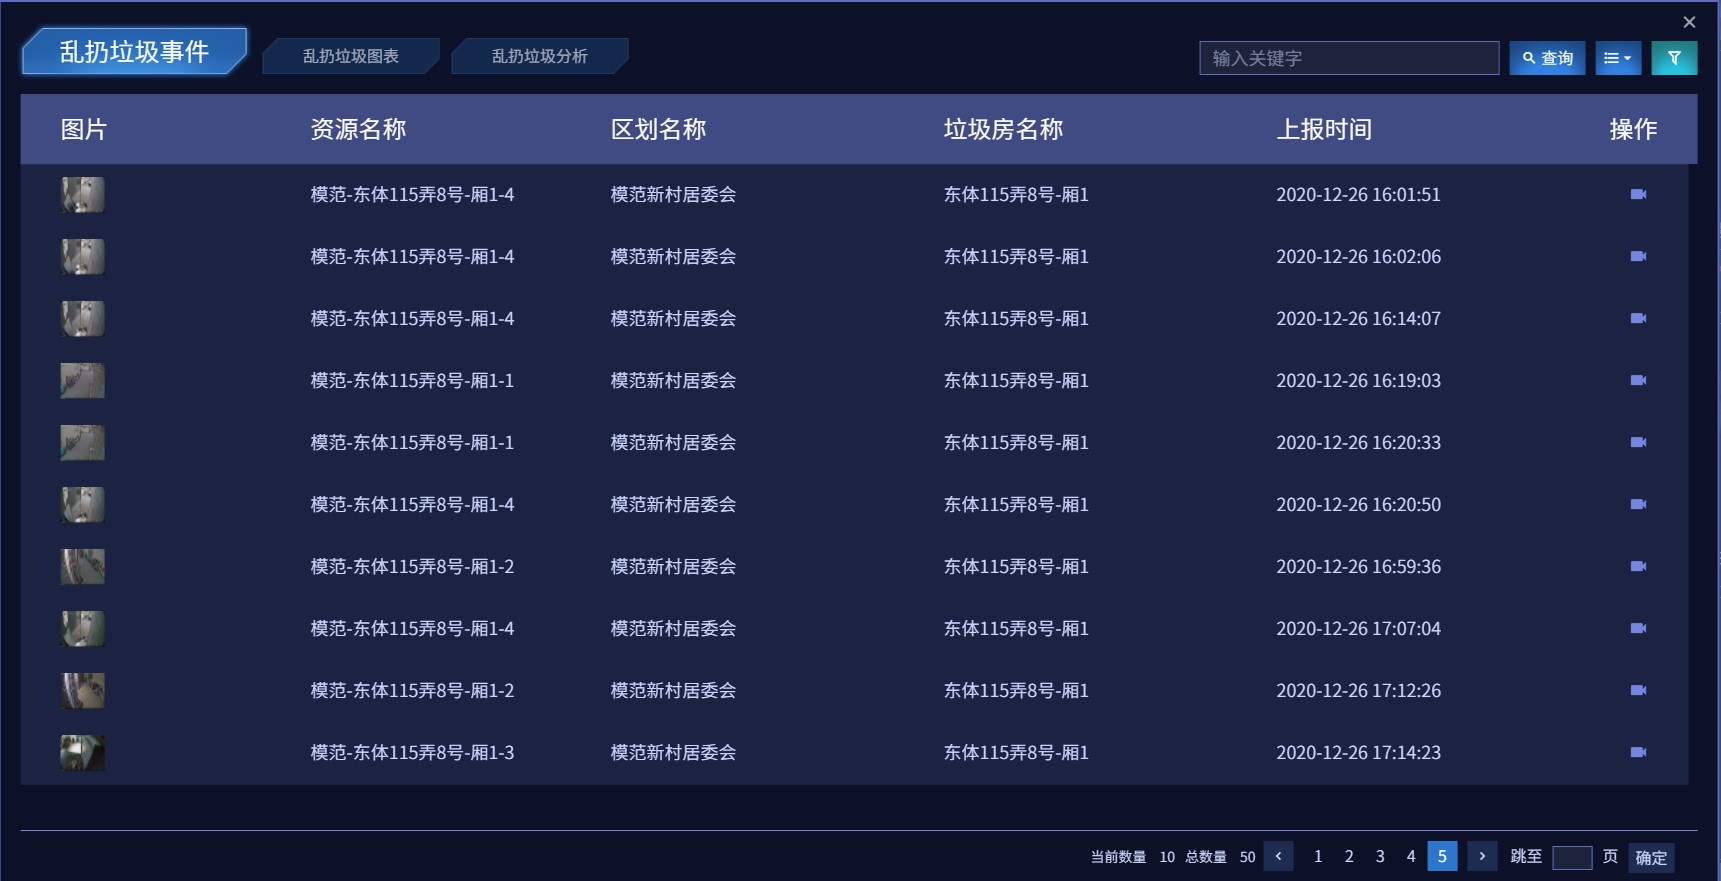 乱扔垃圾事件 乱扔垃圾图表 乱扔垃圾分析 输入关键字 查询
图片 资源名称 区划名称 垃圾房名称 上报时间 操作
模范-东体115弄8号-厢1-4 模范新村居委会 东体115弄8号-厢1 2020-12-26 16:01:51
模范-东体115弄8号-厢1-4 模范新村居委会 东体115弄8号-厢1 2020-12-26 16:02:06
模范-东体115弄8号-厢1-4 模范新村居委会 东体115弄8号-厢1 2020-12-26 16:14:07
模范-东体115弄8号-厢1-1 模范新村居委会 东体115弄8号-厢1 2020-12-26 16:19:03
模范-东体115弄8号-厢1-1 模范新村居委会 东体115弄8号-厢1 2020-12-26 16:20:33
模范-东体115弄8号-厢1-4 模范新村居委会 东体115弄8号-厢1 2020-12-26 16:20:50
模范-东体115弄8号-厢1-2 模范新村居委会 东体115弄8号-厢1 2020-12-26 16:59:36
模范-东体115弄8号-厢1-4 模范新村居委会 东体115弄8号-厢1 2020-12-26 17:07:04
模范-东体115弄8号-厢1-2 模范新村居委会 东体115弄8号-厢1 2020-12-26 17:12:26
模范-东体115弄8号-厢1-3 模范新村居委会 东体115弄8号-厢1 2020-12-26 17:14:23
当前数量 10 总数量 50 1 2 3 4 5 跳至 页 确定